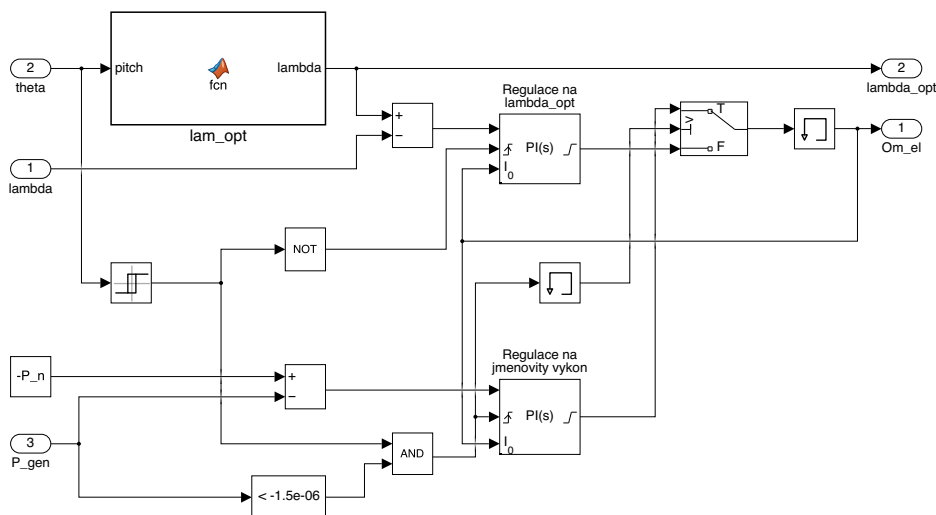 2
theta
pitch
fcn
lambda
lam_opt
2
lambda_opt
+
−
Regulace na
lambda_opt
PI(s)
I0
T
>
F
1
Om_el
1
lambda
NOT
Regulace na
jmenovity vykon
PI(s)
I0
-P_n
+
−
3
P_gen
AND
< -1.5e-06